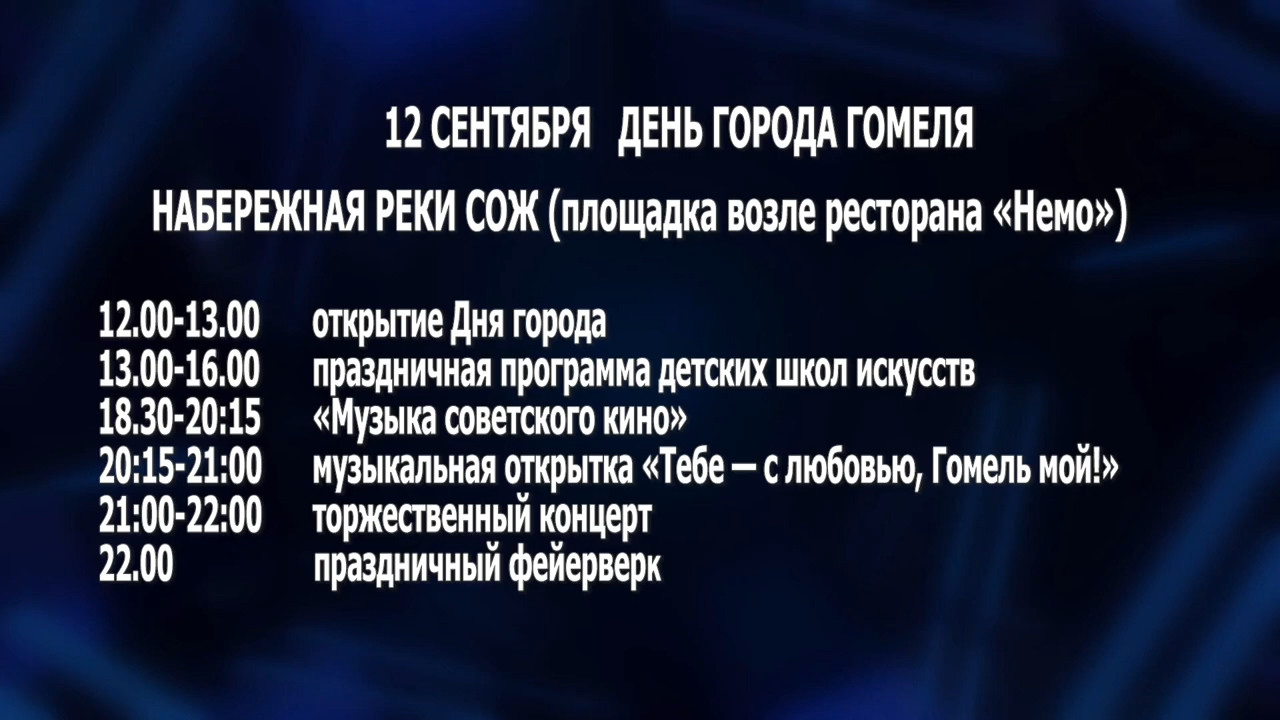 12 СЕНТЯБРЯ ДЕНЬ ГОРОДА ГОМЕЛЯ
НАБЕРЕЖНАЯ РЕКИ СОЖ (площадка возле ресторана «Немо»)
12.00-13.00 открытие Дня города
13.00-16.00 праздничная программа детских школ искусств
18.30-20:15 «Музыка советского кино»
20:15-21:00 музыкальная открытка «Тебе — с любовью, Гомель мой!»
21:00-22:00 торжественный концерт
22.00 праздничный фейерверк